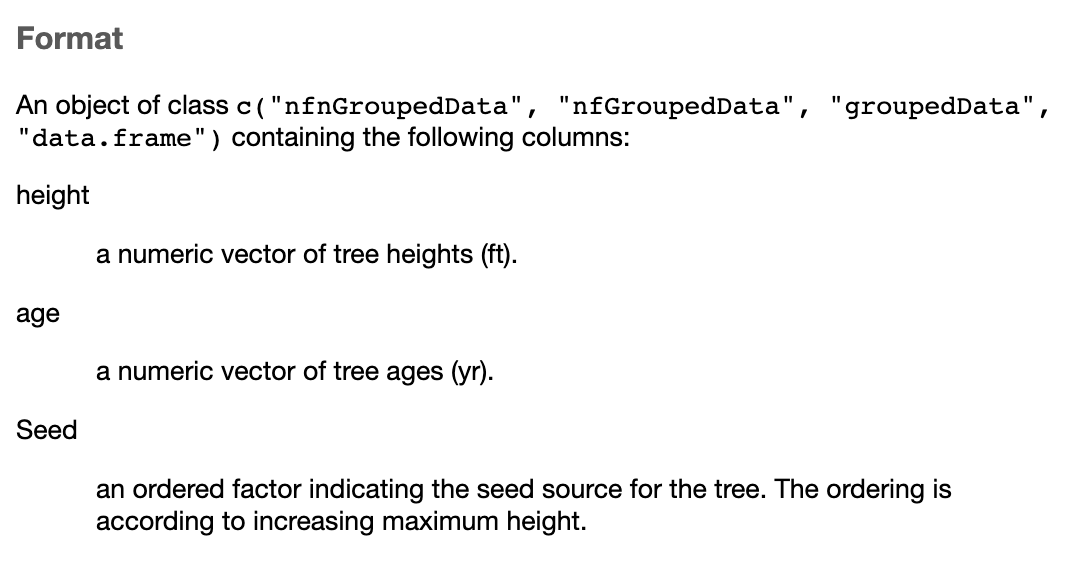 Format
An object of class c("nfnGroupedData", "nfGroupedData", "groupedData",
"data.frame") containing the following columns:
height
a numeric vector of tree heights (ft).
age
a numeric vector of tree ages (yr).
Seed
an ordered factor indicating the seed source for the tree. The ordering is
according to increasing maximum height.